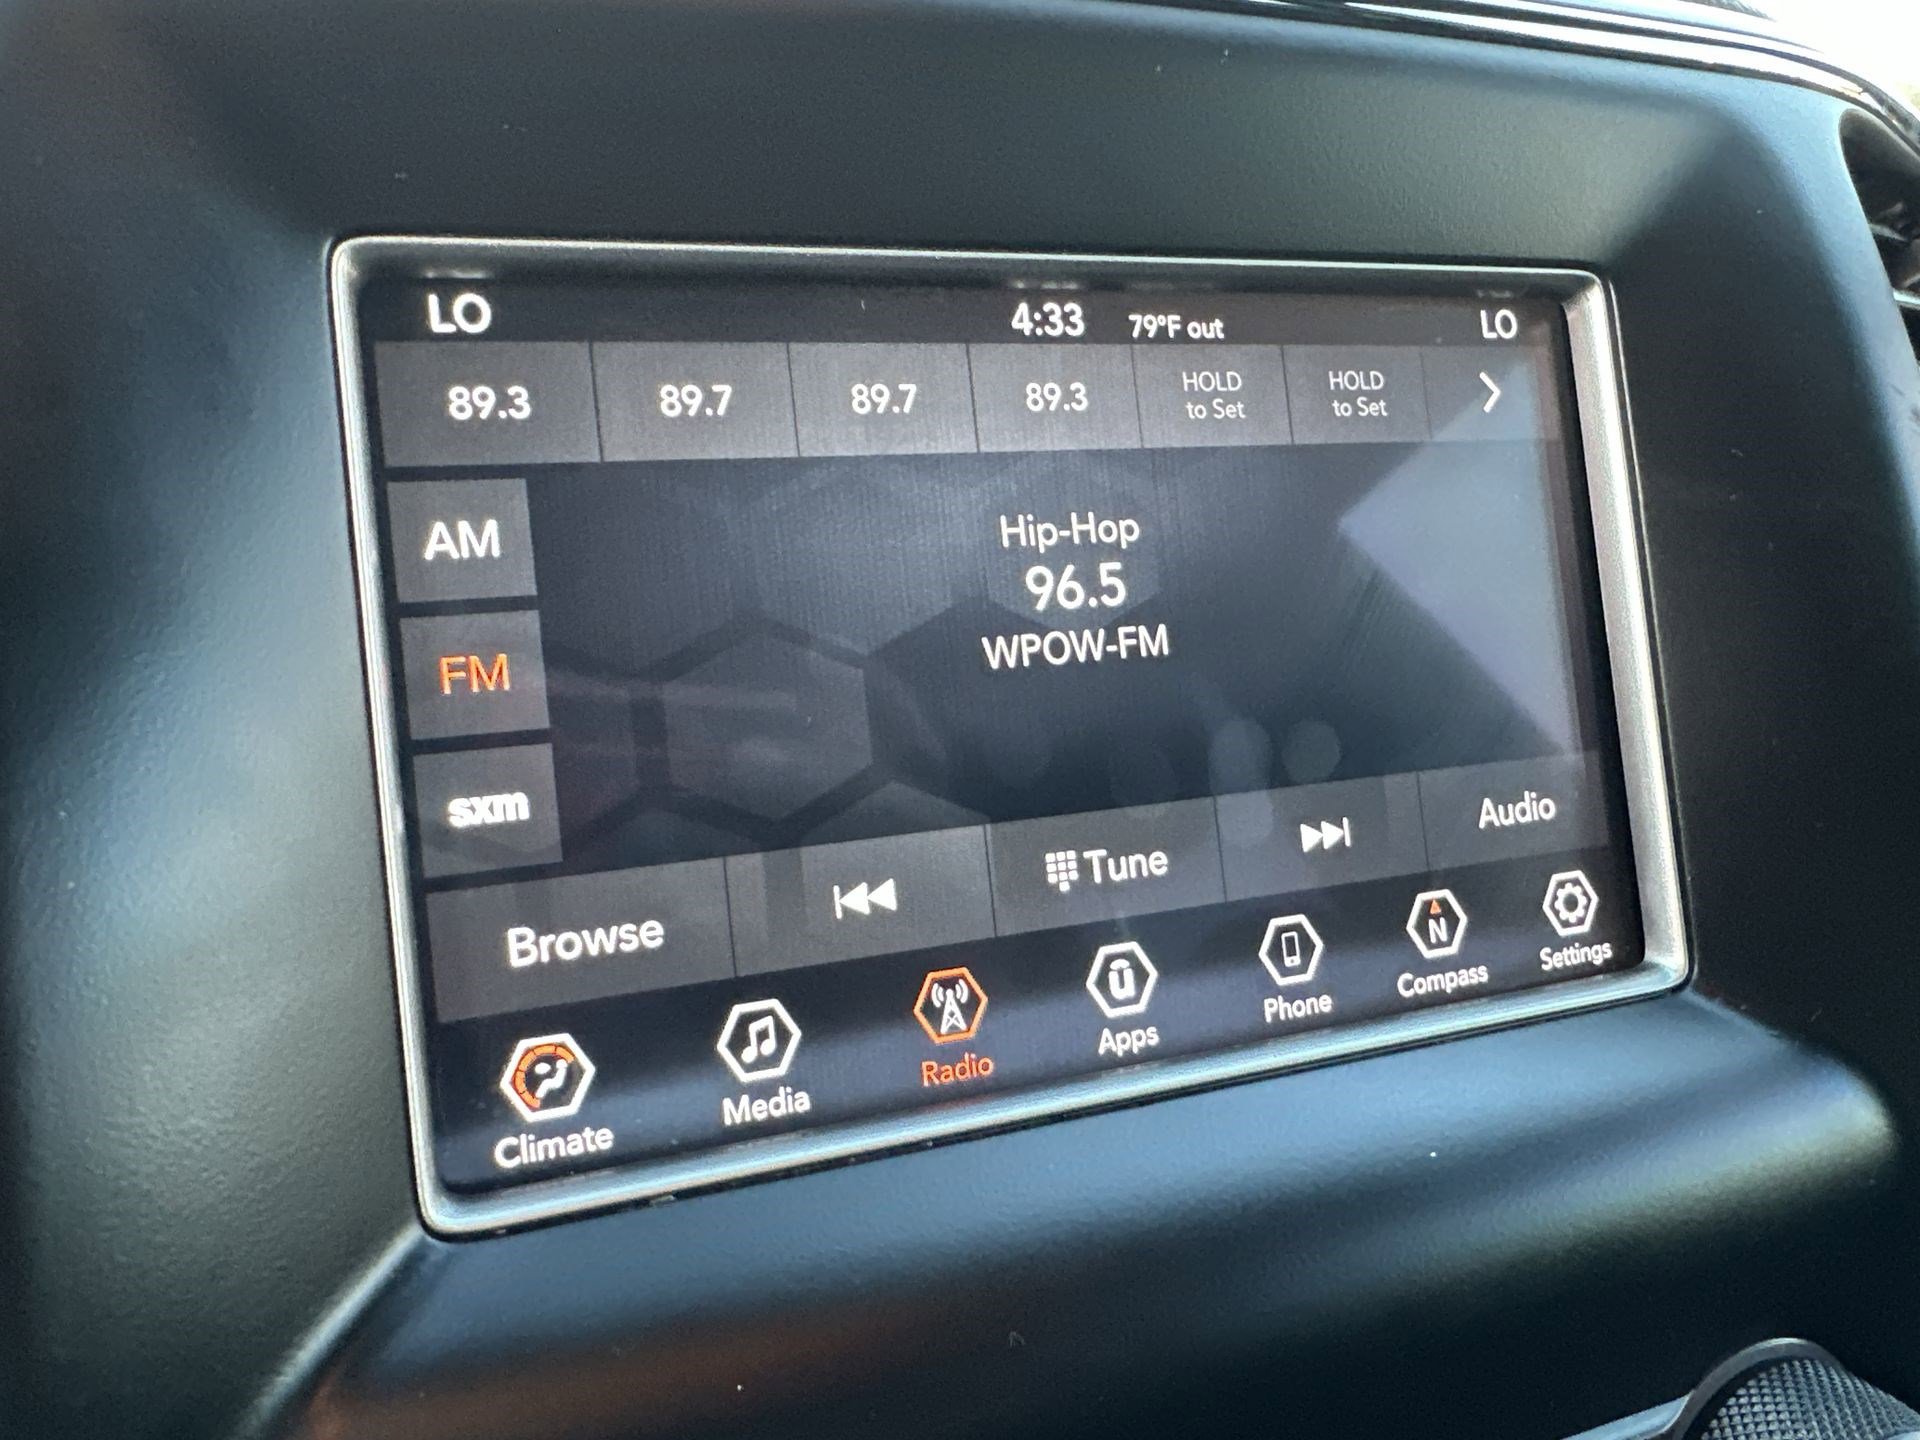 LO 4:33 79°F out LO
89.3 89.7 89.7 89.3 HOLD to Set HOLD to Set
AM
FM
sxm
Hip-Hop
96.5
WPOW-FM
Browse Tune Audio
Climate Media Radio Apps Phone Compass Settings
ū
N